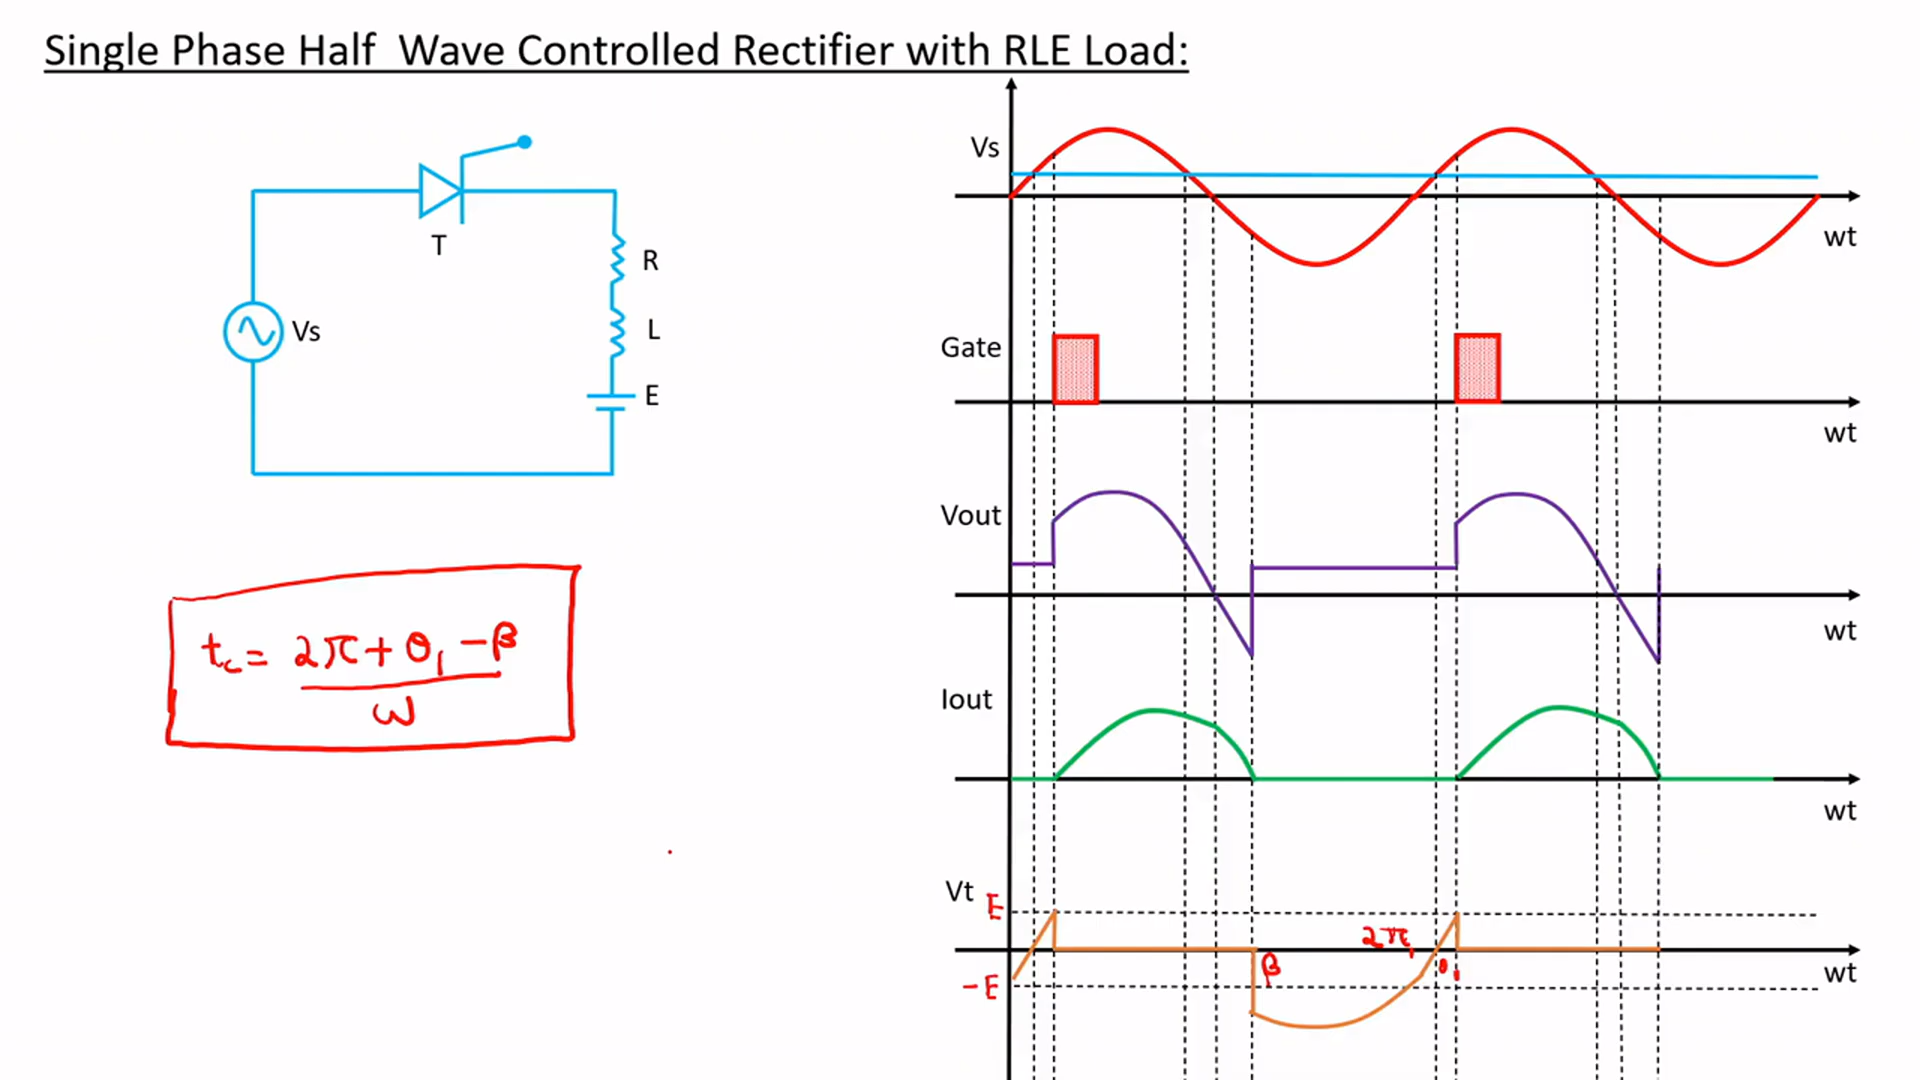 Single Phase Half  Wave Controlled Rectifier with RLE Load:
Vs
wt
T
R
Vs
L
E
Gate
wt
Vout
wt
tc = 2π + θ1 - β
ω
Iout
wt
Vt
E
2π
β
θ1
wt
-E